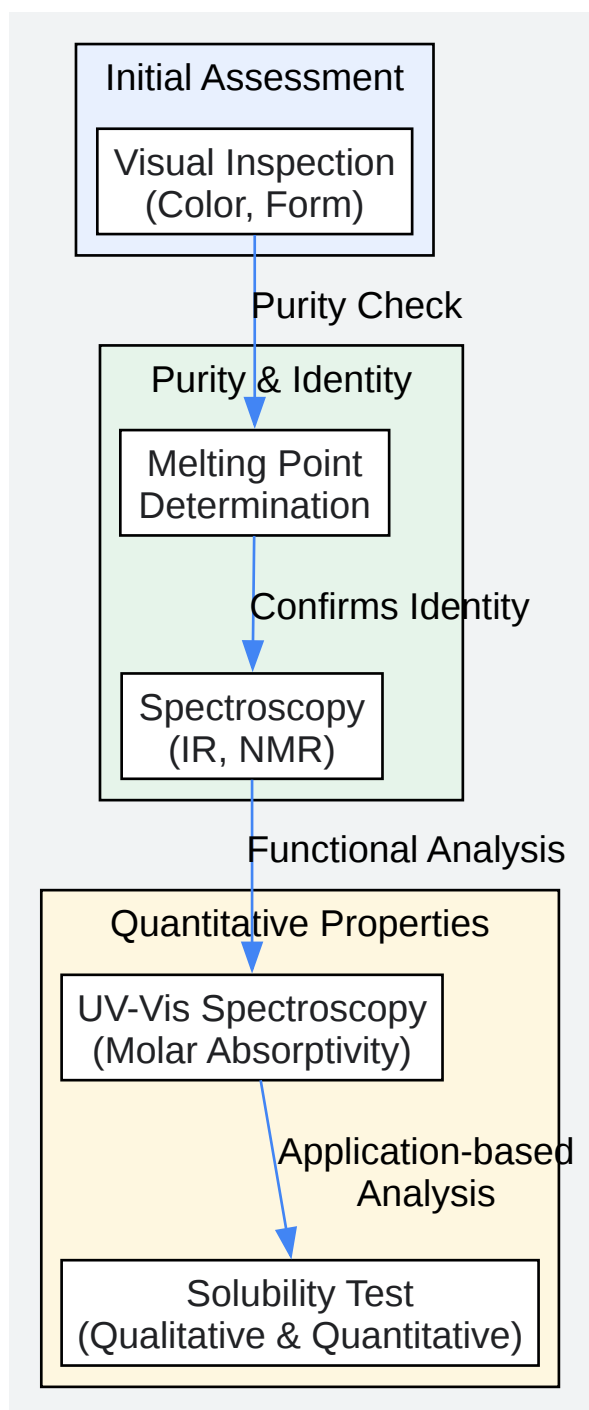 Initial Assessment
Visual Inspection
(Color, Form)
Purity Check
Purity & Identity
Melting Point
Determination
Confirms Identity
Spectroscopy
(IR, NMR)
Functional Analysis
Quantitative Properties
UV-Vis Spectroscopy
(Molar Absorptivity)
Application-based
Analysis
Solubility Test
(Qualitative & Quantitative)